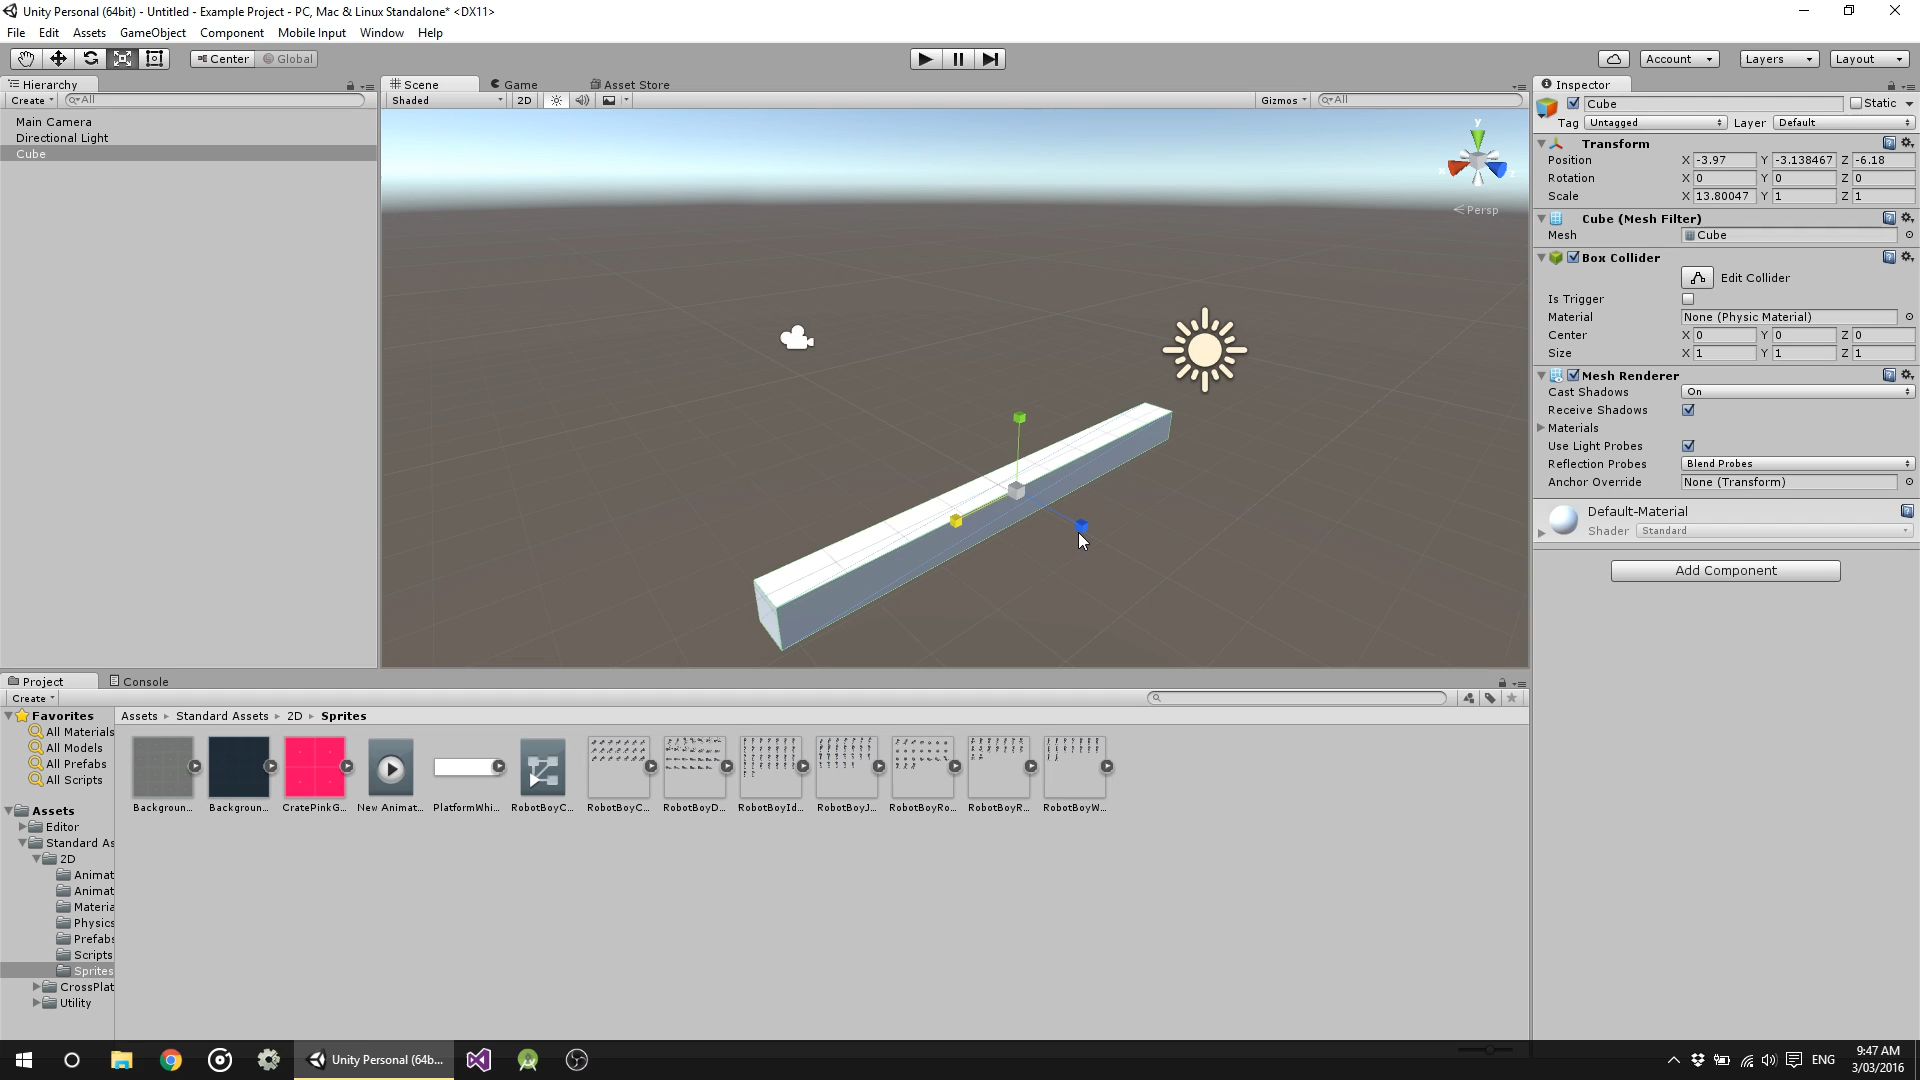 Unity Personal (64bit) - Untitled - Example Project - PC, Mac & Linux Standalone* <DX11>
File Edit Assets GameObject Component Mobile Input Window Help
Center Global Account Layers Layout
Hierarchy
Create All
Main Camera
Directional Light
Cube
Scene Game Asset Store
Shaded 2D Gizmos All
y
x
z
Persp
Inspector
Cube Static
Tag Untagged Layer Default
Transform
Position X -3.97 Y -3.138467 Z -6.18
Rotation X 0 Y 0 Z 0
Scale X 13.80047 Y 1 Z 1
Cube (Mesh Filter)
Mesh Cube
Box Collider
Edit Collider
Is Trigger
Material None (Physic Material)
Center X 0 Y 0 Z 0
Size X 1 Y 1 Z 1
Mesh Renderer
Cast Shadows On
Receive Shadows
Materials
Use Light Probes
Reflection Probes Blend Probes
Anchor Override None (Transform)
Default-Material
Shader Standard
Add Component
Project Console
Create
Favorites
All Materials
All Models
All Prefabs
All Scripts
Assets
Editor
Standard As
2D
Animat
Animat
Materia
Physics
Prefabs
Scripts
Sprites
CrossPlat
Utility
Assets Standard Assets 2D Sprites
Backgroun... Backgroun... CratePinkG... New Animat... PlatformWhi... RobotBoyC... RobotBoyC... RobotBoyD... RobotBoyId... RobotBoyJ... RobotBoyRo... RobotBoyR... RobotBoyW...
Unity Personal (64b...
ENG
9:47 AM
3/03/2016